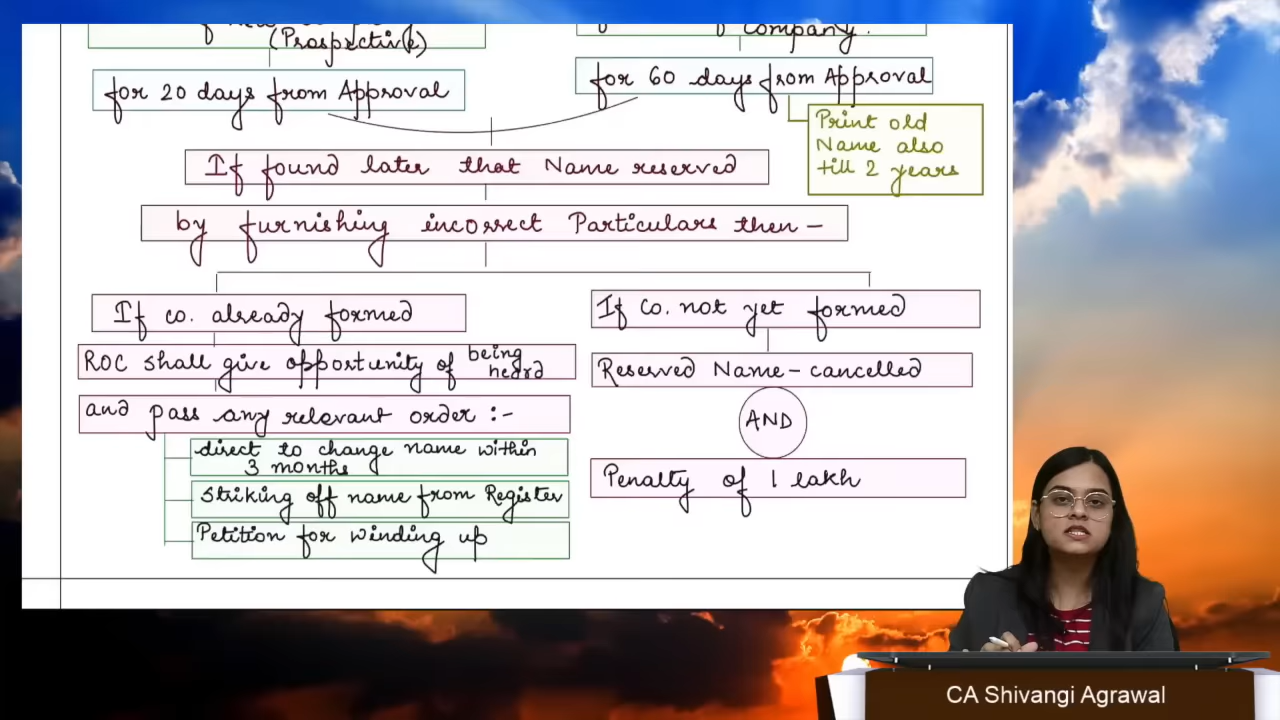 (Prospective)
Company.
for 20 days from Approval
for 60 days from Approval
Print old
Name also
till 2 years
If found later that Name reserved
by furnishing incorrect Particulars then –
If co. already formed
If Co. not yet formed
ROC shall give opportunity of being heard
Reserved Name – cancelled
and pass any relevant order :-
AND
direct to change name within
3 months
Striking off name from Register
Penalty of 1 lakh
Petition for winding up
CA Shivangi Agrawal